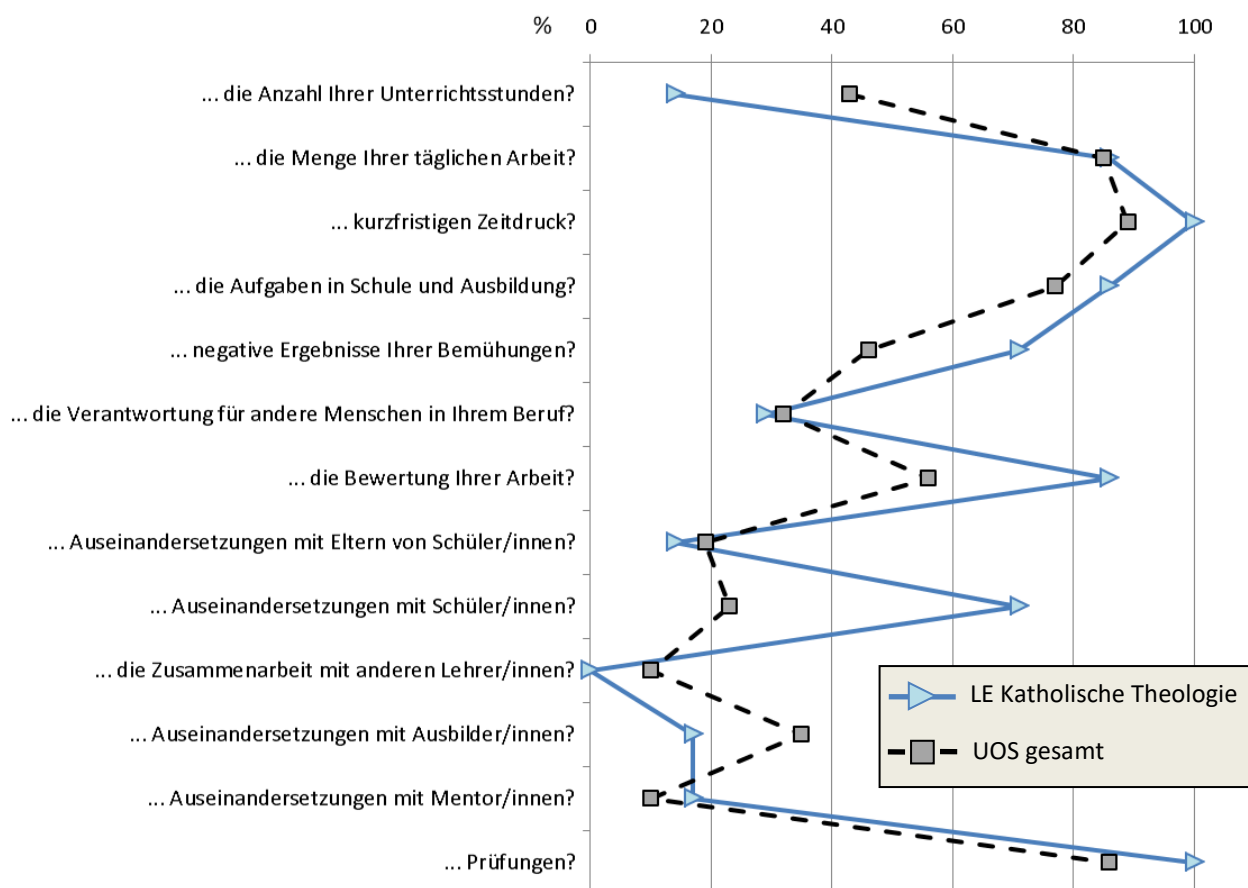 % 0 20 40 60 80 100
... die Anzahl Ihrer Unterrichtsstunden?
... die Menge Ihrer täglichen Arbeit?
... kurzfristigen Zeitdruck?
... die Aufgaben in Schule und Ausbildung?
... negative Ergebnisse Ihrer Bemühungen?
... die Verantwortung für andere Menschen in Ihrem Beruf?
... die Bewertung Ihrer Arbeit?
... Auseinandersetzungen mit Eltern von Schüler/innen?
... Auseinandersetzungen mit Schüler/innen?
... die Zusammenarbeit mit anderen Lehrer/innen?
... Auseinandersetzungen mit Ausbilder/innen?
... Auseinandersetzungen mit Mentor/innen?
... Prüfungen?
LE Katholische Theologie
UOS gesamt